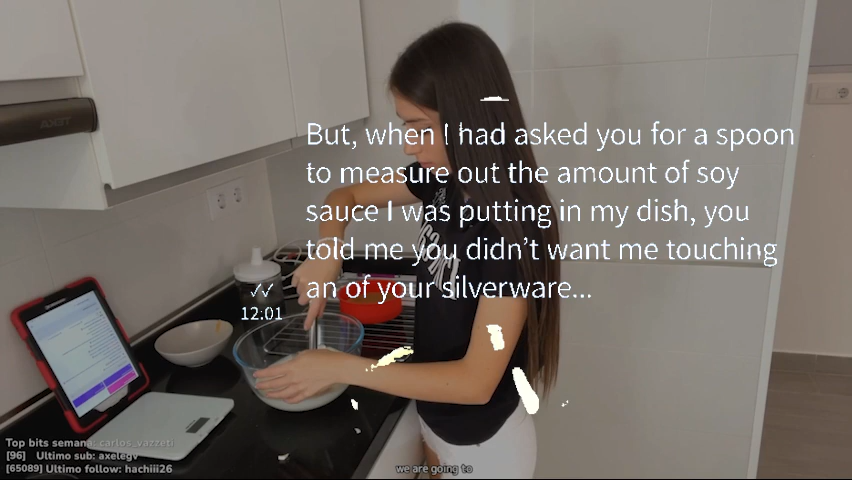 AXGT
But, when I had asked you for a spoon
to measure out the amount of soy
sauce I was putting in my dish, you
told me you didn't want me touching
an of your silverware...
✓✓
12:01
Top bits semana: carlos_vazzeti
[96] Ultimo sub: axelegv
[65089] Ultimo follow: hachiii26
we are going to